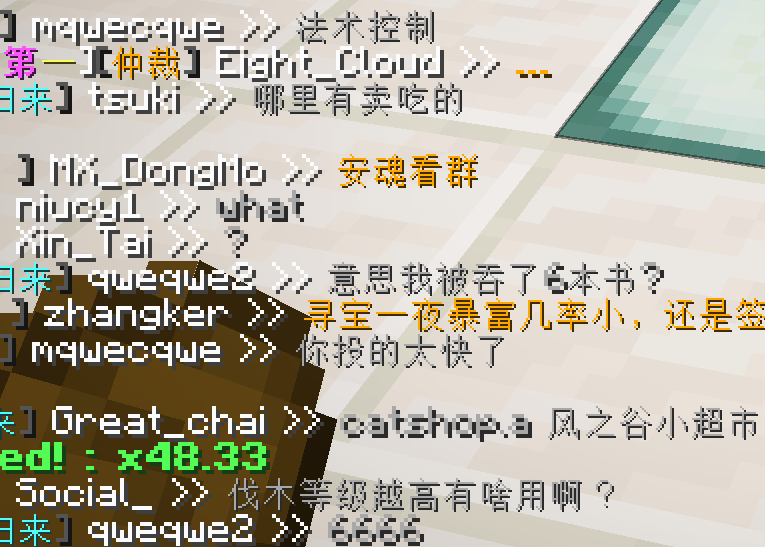 ] mqwecqwe >> 法术控制
第一][仲裁] Eight_Cloud >> ...
归来] tsuki >> 哪里有卖吃的
] MX_DongMo >> 安魂看群
niucy1 >> what
Xin_Tai >> ?
归来] qweqwe2 >> 意思我被吞了6本书?
] zhangker >> 寻宝一夜暴富几率小，还是签
] mqwecqwe >> 你投的太快了
来] Great_chai >> catshop.a 风之谷小超市
ed! : x48.33
Social_ >> 伐木等级越高有啥用啊？
归来] qweqwe2 >> 6666